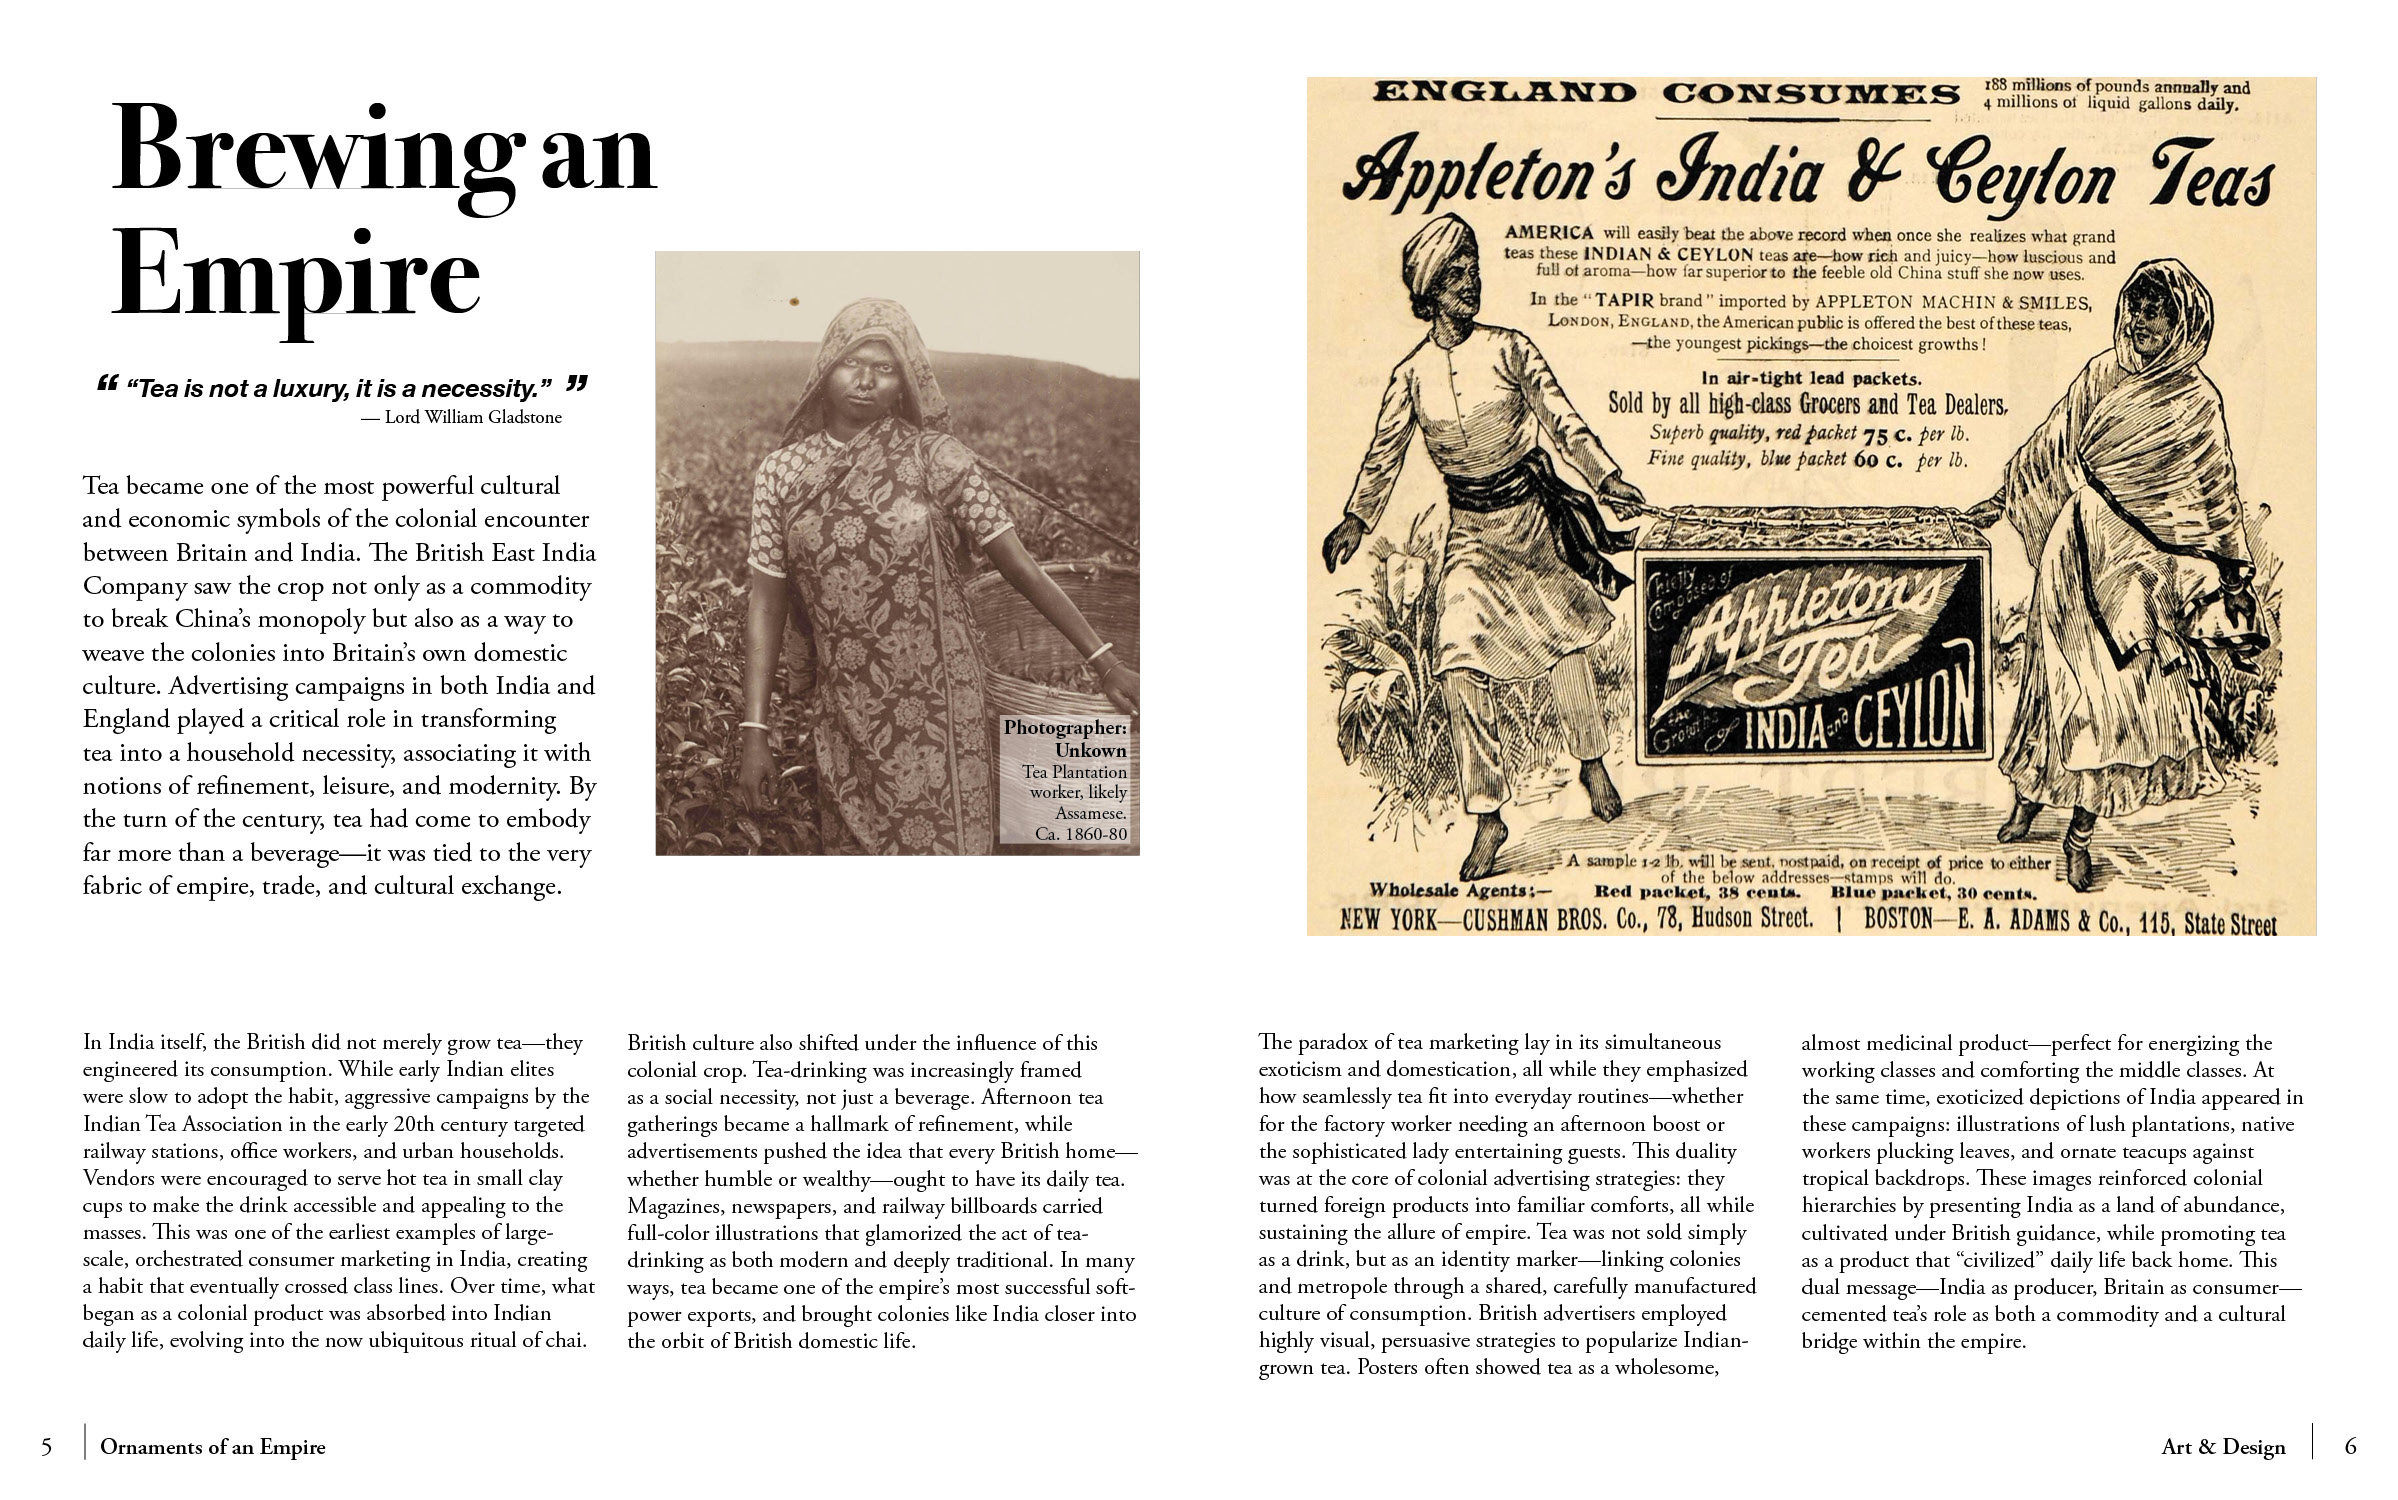 Brewing an
Empire
“ “Tea is not a luxury, it is a necessity.” ”
— Lord William Gladstone
Tea became one of the most powerful cultural
and economic symbols of the colonial encounter
between Britain and India. The British East India
Company saw the crop not only as a commodity
to break China’s monopoly but also as a way to
weave the colonies into Britain’s own domestic
culture. Advertising campaigns in both India and
England played a critical role in transforming
tea into a household necessity, associating it with
notions of refinement, leisure, and modernity. By
the turn of the century, tea had come to embody
far more than a beverage—it was tied to the very
fabric of empire, trade, and cultural exchange.
Photographer:
Unkown
Tea Plantation
worker, likely
Assamese.
Ca. 1860-80
In India itself, the British did not merely grow tea—they
engineered its consumption. While early Indian elites
were slow to adopt the habit, aggressive campaigns by the
Indian Tea Association in the early 20th century targeted
railway stations, office workers, and urban households.
Vendors were encouraged to serve hot tea in small clay
cups to make the drink accessible and appealing to the
masses. This was one of the earliest examples of large-
scale, orchestrated consumer marketing in India, creating
a habit that eventually crossed class lines. Over time, what
began as a colonial product was absorbed into Indian
daily life, evolving into the now ubiquitous ritual of chai.
British culture also shifted under the influence of this
colonial crop. Tea-drinking was increasingly framed
as a social necessity, not just a beverage. Afternoon tea
gatherings became a hallmark of refinement, while
advertisements pushed the idea that every British home—
whether humble or wealthy—ought to have its daily tea.
Magazines, newspapers, and railway billboards carried
full-color illustrations that glamorized the act of tea-
drinking as both modern and deeply traditional. In many
ways, tea became one of the empire’s most successful soft-
power exports, and brought colonies like India closer into
the orbit of British domestic life.
5
Ornaments of an Empire
ENGLAND CONSUMES
188 millions of pounds annually and
4 millions of liquid gallons daily.
Appleton’s India & Ceylon Teas
AMERICA will easily beat the above record when once she realizes what grand
teas these INDIAN & CEYLON teas are—how rich and juicy—how luscious and
full of aroma—how far superior to the feeble old China stuff she now uses.
In the “TAPIR brand” imported by APPLETON MACHIN & SMILES,
LONDON, ENGLAND, the American public is offered the best of these teas,
—the youngest pickings—the choicest growths!
In air-tight lead packets.
Sold by all high-class Grocers and Tea Dealers,
Superb quality, red packet 75 c. per lb.
Fine quality, blue packet 60 c. per lb.
Chiefly
Composed of
Appleton’s
Tea
the
Growths of
INDIA and CEYLON
A sample 1-2 lb. will be sent, postpaid, on receipt of price to either
of the below addresses—stamps will do.
Wholesale Agents:— Red packet, 38 cents. Blue packet, 30 cents.
NEW YORK—CUSHMAN BROS. Co., 78, Hudson Street. | BOSTON—E. A. ADAMS & Co., 115, State Street
The paradox of tea marketing lay in its simultaneous
exoticism and domestication, all while they emphasized
how seamlessly tea fit into everyday routines—whether
for the factory worker needing an afternoon boost or
the sophisticated lady entertaining guests. This duality
was at the core of colonial advertising strategies: they
turned foreign products into familiar comforts, all while
sustaining the allure of empire. Tea was not sold simply
as a drink, but as an identity marker—linking colonies
and metropole through a shared, carefully manufactured
culture of consumption. British advertisers employed
highly visual, persuasive strategies to popularize Indian-
grown tea. Posters often showed tea as a wholesome,
almost medicinal product—perfect for energizing the
working classes and comforting the middle classes. At
the same time, exoticized depictions of India appeared in
these campaigns: illustrations of lush plantations, native
workers plucking leaves, and ornate teacups against
tropical backdrops. These images reinforced colonial
hierarchies by presenting India as a land of abundance,
cultivated under British guidance, while promoting tea
as a product that “civilized” daily life back home. This
dual message—India as producer, Britain as consumer—
cemented tea’s role as both a commodity and a cultural
bridge within the empire.
Art & Design
6